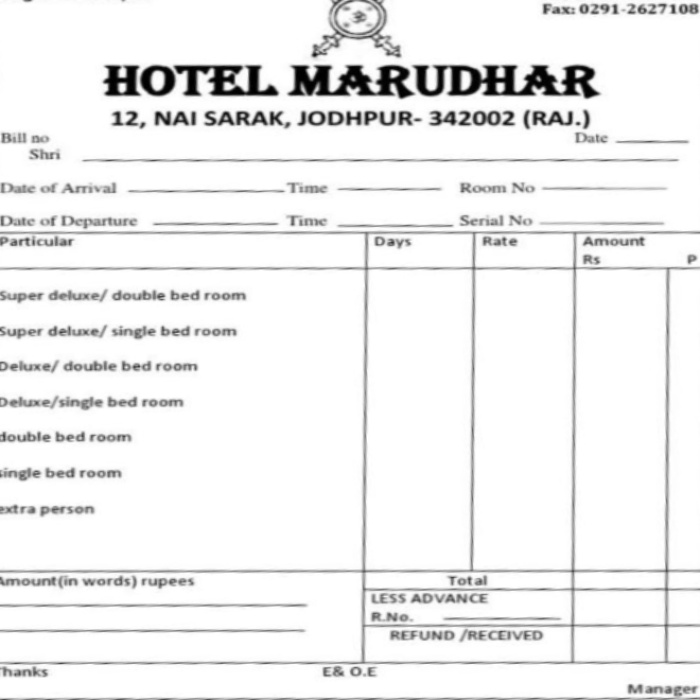 Fax: 0291-2627108
HOTEL MARUDHAR
12, NAI SARAK, JODHPUR- 342002 (RAJ.)
Bill no Date
Shri
Date of Arrival Time Room No
Date of Departure Time Serial No
Particular Days Rate Amount
Rs P
Super deluxe/ double bed room
Super deluxe/ single bed room
Deluxe/ double bed room
Deluxe/single bed room
double bed room
single bed room
extra person
Amount(in words) rupees Total
LESS ADVANCE
R.No.
REFUND /RECEIVED
Thanks E& O.E
Manager